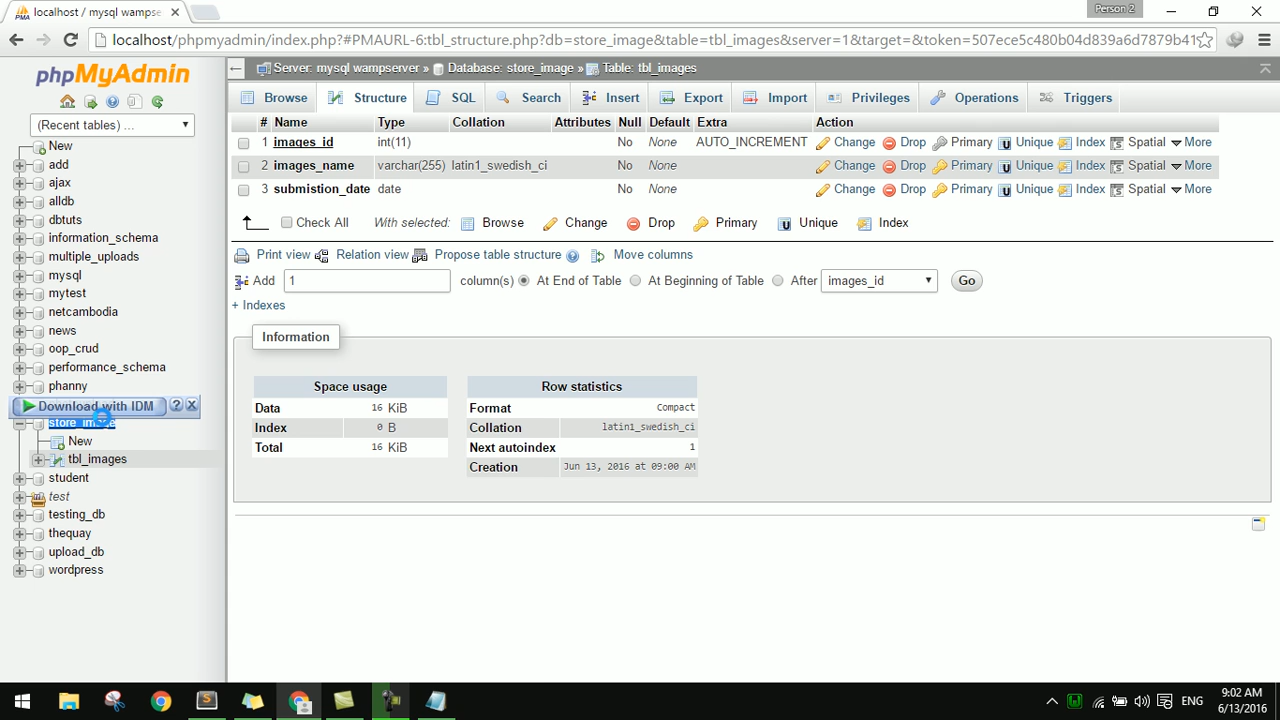 localhost / mysql wampse
Person 2
localhost/phpmyadmin/index.php?#PMAURL-6:tbl_structure.php?db=store_image&table=tbl_images&server=1&target=&token=507ece5c480b04d839a6d7879b41
phpMyAdmin
(Recent tables) ...
New
add
ajax
alldb
dbtuts
information_schema
multiple_uploads
mysql
mytest
netcambodia
news
oop_crud
performance_schema
phanny
Download with IDM
store_image
New
tbl_images
student
test
testing_db
thequay
upload_db
wordpress
Server: mysql wampserver » Database: store_image » Table: tbl_images
Browse Structure SQL Search Insert Export Import Privileges Operations Triggers
# Name Type Collation Attributes Null Default Extra Action
1 images_id int(11) No None AUTO_INCREMENT Change Drop Primary Unique Index Spatial More
2 images_name varchar(255) latin1_swedish_ci No None Change Drop Primary Unique Index Spatial More
3 submistion_date date No None Change Drop Primary Unique Index Spatial More
Check All With selected: Browse Change Drop Primary Unique Index
Print view Relation view Propose table structure Move columns
Add 1 column(s) At End of Table At Beginning of Table After images_id Go
+ Indexes
Information
Space usage
Data 16 KiB
Index 0 B
Total 16 KiB
Row statistics
Format Compact
Collation latin1_swedish_ci
Next autoindex 1
Creation Jun 13, 2016 at 09:00 AM
ENG
9:02 AM
6/13/2016